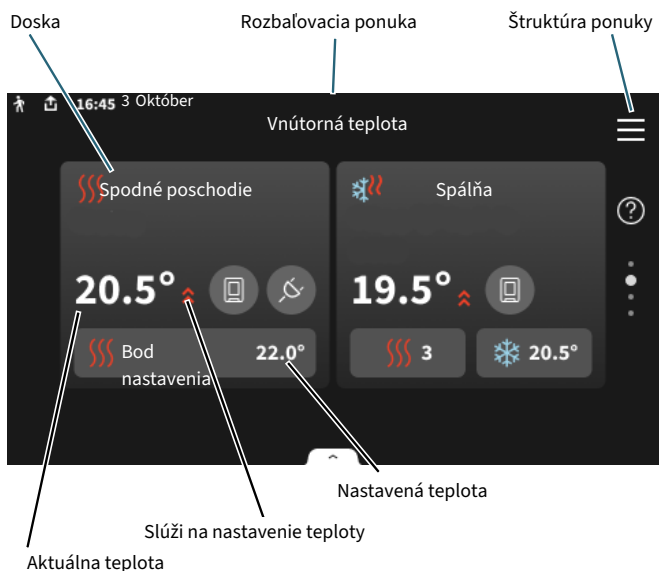 Doska
Rozbaľovacia ponuka
Štruktúra ponuky
16:45 3 Október
Vnútorná teplota
Spodné poschodie
Spálňa
?
20.5°
19.5°
Bod
nastavenia
22.0°
3
20.5°
Nastavená teplota
Slúži na nastavenie teploty
Aktuálna teplota